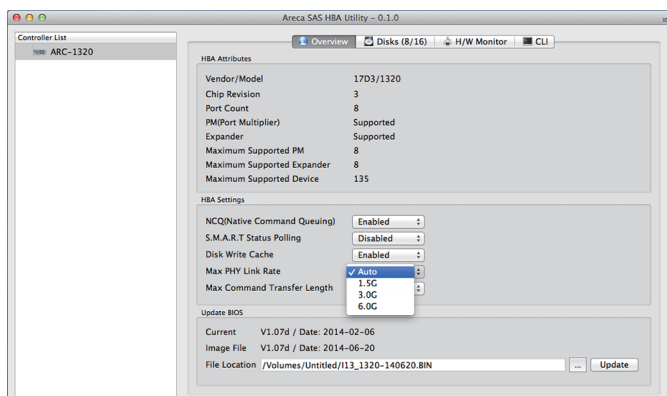 Areca SAS HBA Utility – 0.1.0
Controller List
ARC-1320
Overview Disks (8/16) H/W Monitor CLI
HBA Attributes
Vendor/Model 17D3/1320
Chip Revision 3
Port Count 8
PM(Port Multiplier) Supported
Expander Supported
Maximum Supported PM 8
Maximum Supported Expander 8
Maximum Supported Device 135
HBA Settings
NCQ(Native Command Queuing) Enabled
S.M.A.R.T Status Polling Disabled
Disk Write Cache Enabled
Max PHY Link Rate ✓ Auto
1.5G
Max Command Transfer Length
3.0G
6.0G
Update BIOS
Current V1.07d / Date: 2014-02-06
Image File V1.07d / Date: 2014-06-20
File Location /Volumes/Untitled/I13_1320-140620.BIN ... Update